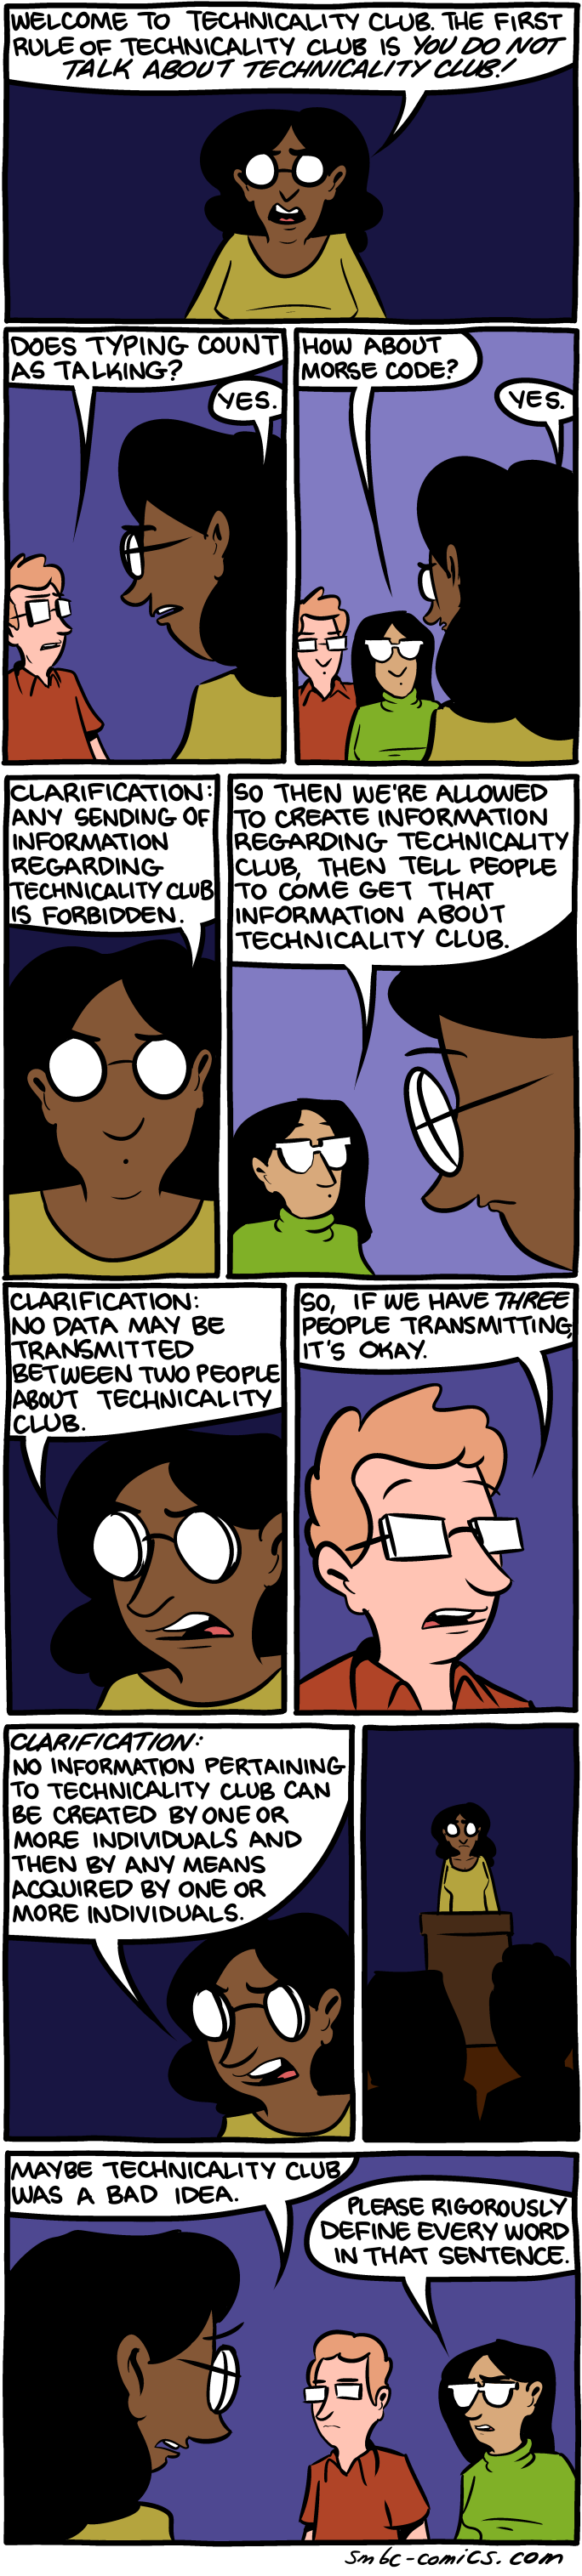 WELCOME TO TECHNICALITY CLUB. THE FIRST
RULE OF TECHNICALITY CLUB IS YOU DO NOT
TALK ABOUT TECHNICALITY CLUB!
DOES TYPING COUNT
AS TALKING?
YES.
HOW ABOUT
MORSE CODE?
YES.
CLARIFICATION:
ANY SENDING OF
INFORMATION
REGARDING
TECHNICALITY CLUB
IS FORBIDDEN.
SO THEN WE'RE ALLOWED
TO CREATE INFORMATION
REGARDING TECHNICALITY
CLUB, THEN TELL PEOPLE
TO COME GET THAT
INFORMATION ABOUT
TECHNICALITY CLUB.
CLARIFICATION:
NO DATA MAY BE
TRANSMITTED
BETWEEN TWO PEOPLE
ABOUT TECHNICALITY
CLUB.
SO, IF WE HAVE THREE
PEOPLE TRANSMITTING,
IT'S OKAY.
CLARIFICATION:
NO INFORMATION PERTAINING
TO TECHNICALITY CLUB CAN
BE CREATED BY ONE OR
MORE INDIVIDUALS AND
THEN BY ANY MEANS
ACQUIRED BY ONE OR
MORE INDIVIDUALS.
MAYBE TECHNICALITY CLUB
WAS A BAD IDEA.
PLEASE RIGOROUSLY
DEFINE EVERY WORD
IN THAT SENTENCE.
smbc-comics.com